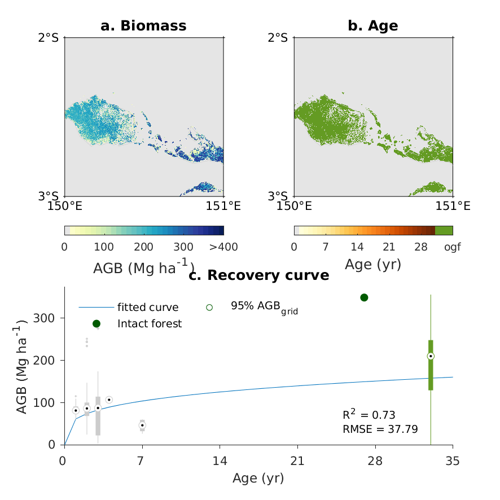 a. Biomass
b. Age
2°S
2°S
3°S
3°S
150°E
151°E
150°E
151°E
0
100
200
300
>400
0
7
14
21
28
ogf
AGB (Mg ha⁻¹)
Age (yr)
c. Recovery curve
fitted curve
95% AGB_grid
Intact forest
AGB (Mg ha⁻¹)
300
200
100
0
R² = 0.73
RMSE = 37.79
0
7
14
21
28
35
Age (yr)